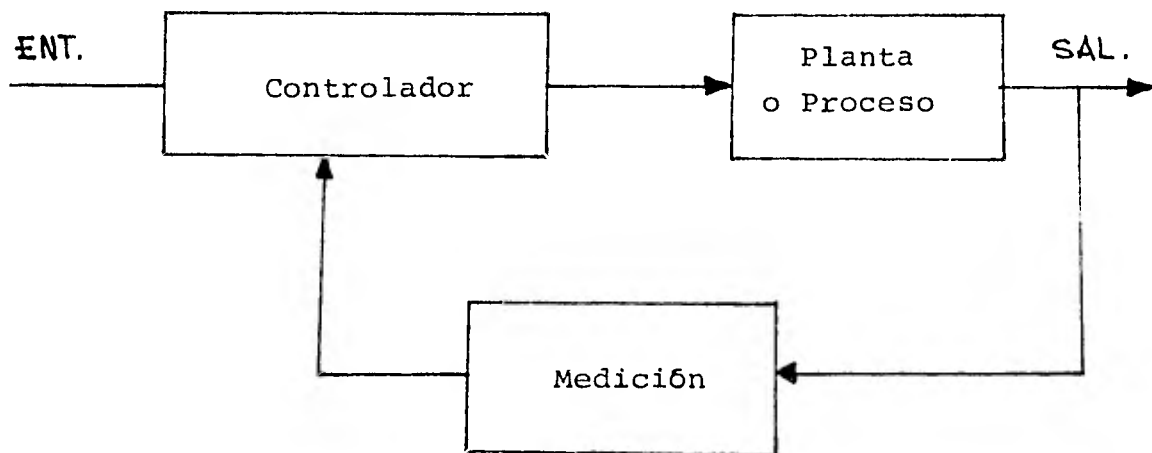 ENT.
Controlador
Planta
o Proceso
SAL.
Medición